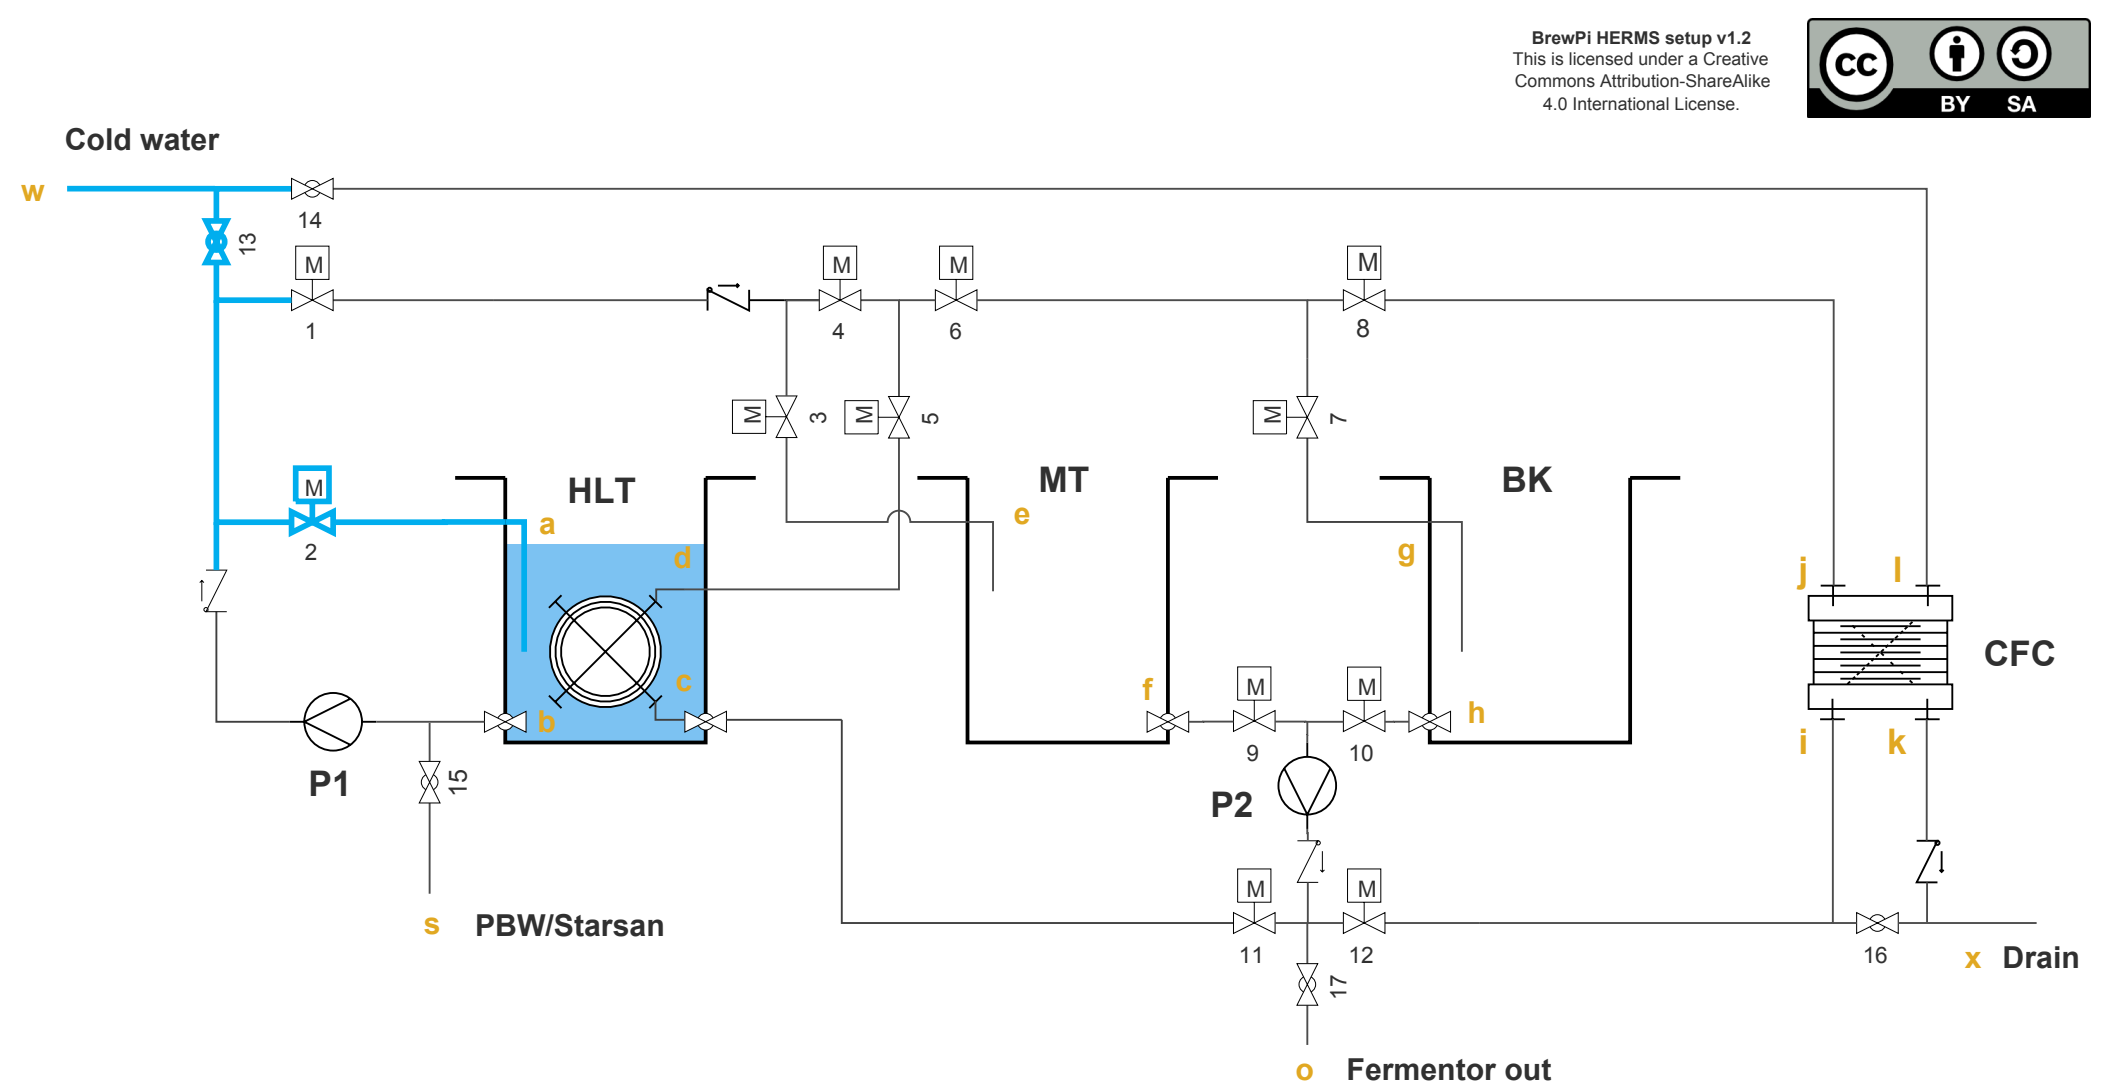 BrewPi HERMS setup v1.2
This is licensed under a Creative
Commons Attribution-ShareAlike
4.0 International License.
cc
BY SA
Cold water
w
14
13
M
M
M
M
1
4
6
8
M
3
M
5
M
7
M
2
HLT
MT
BK
a
d
e
g
j
l
c
b
f
h
CFC
M
M
9
10
i
k
P1
15
P2
M
M
11
12
16
s PBW/Starsan
x Drain
17
o Fermentor out